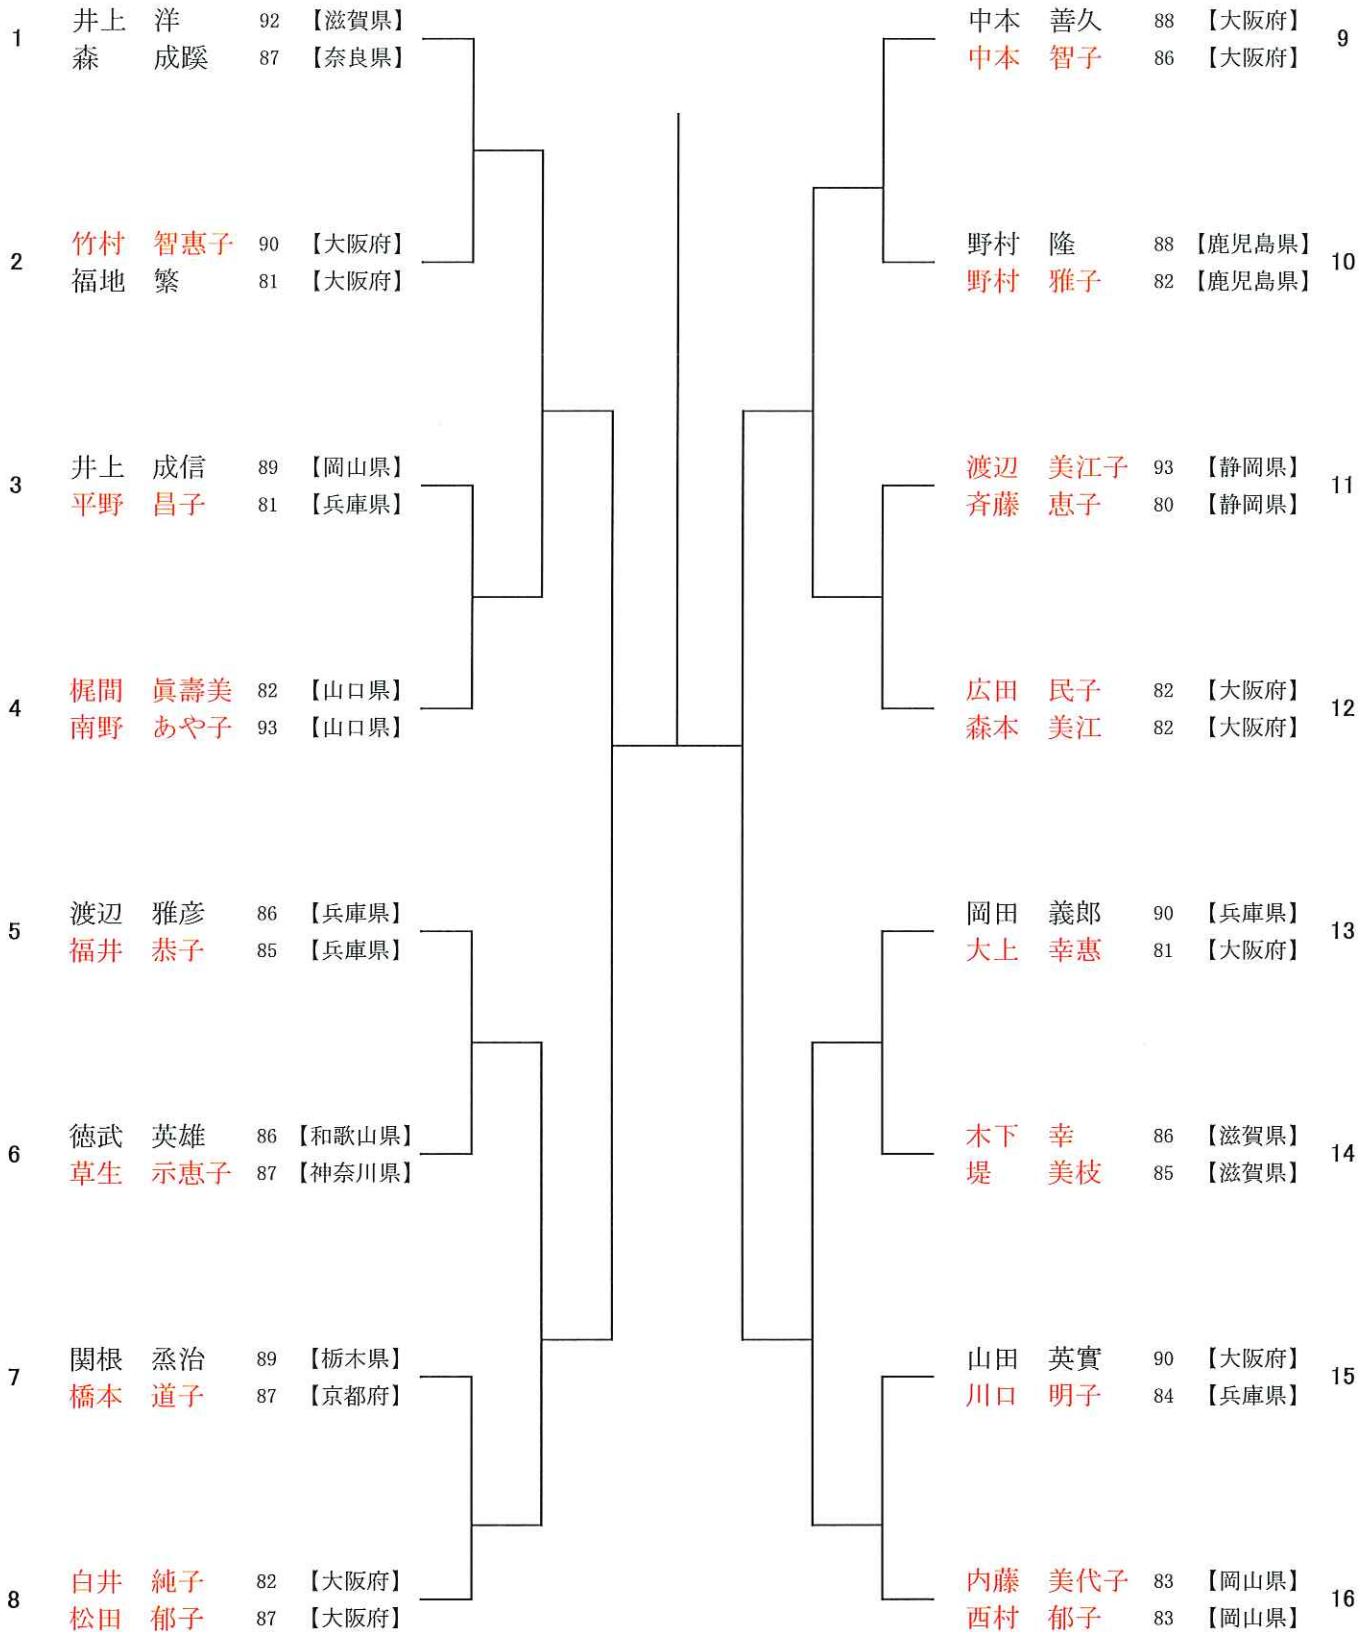 1
井上 洋 92 【滋賀県】
森 成蹊 87 【奈良県】
2
竹村 智惠子 90 【大阪府】
福地 繁 81 【大阪府】
3
井上 成信 89 【岡山県】
平野 昌子 81 【兵庫県】
4
梶間 眞壽美 82 【山口県】
南野 あや子 93 【山口県】
5
渡辺 雅彦 86 【兵庫県】
福井 恭子 85 【兵庫県】
6
徳武 英雄 86 【和歌山県】
草生 示恵子 87 【神奈川県】
7
関根 烝治 89 【栃木県】
橋本 道子 87 【京都府】
8
白井 純子 82 【大阪府】
松田 郁子 87 【大阪府】
中本 善久 88 【大阪府】
中本 智子 86 【大阪府】
9
野村 隆 88 【鹿児島県】
野村 雅子 82 【鹿児島県】
10
渡辺 美江子 93 【静岡県】
斉藤 恵子 80 【静岡県】
11
広田 民子 82 【大阪府】
森本 美江 82 【大阪府】
12
岡田 義郎 90 【兵庫県】
大上 幸惠 81 【大阪府】
13
木下 幸 86 【滋賀県】
堤 美枝 85 【滋賀県】
14
山田 英實 90 【大阪府】
川口 明子 84 【兵庫県】
15
内藤 美代子 83 【岡山県】
西村 郁子 83 【岡山県】
16